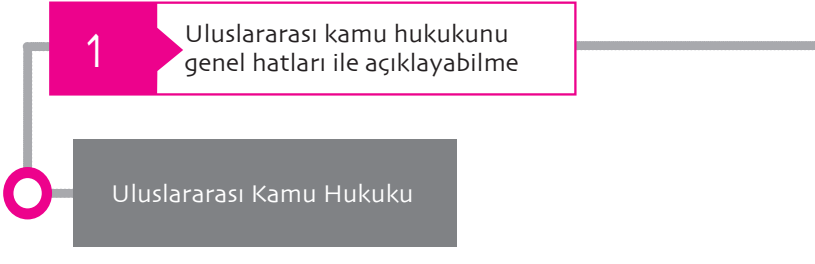 1
Uluslararası kamu hukukunu
genel hatları ile açıklayabilme
Uluslararası Kamu Hukuku